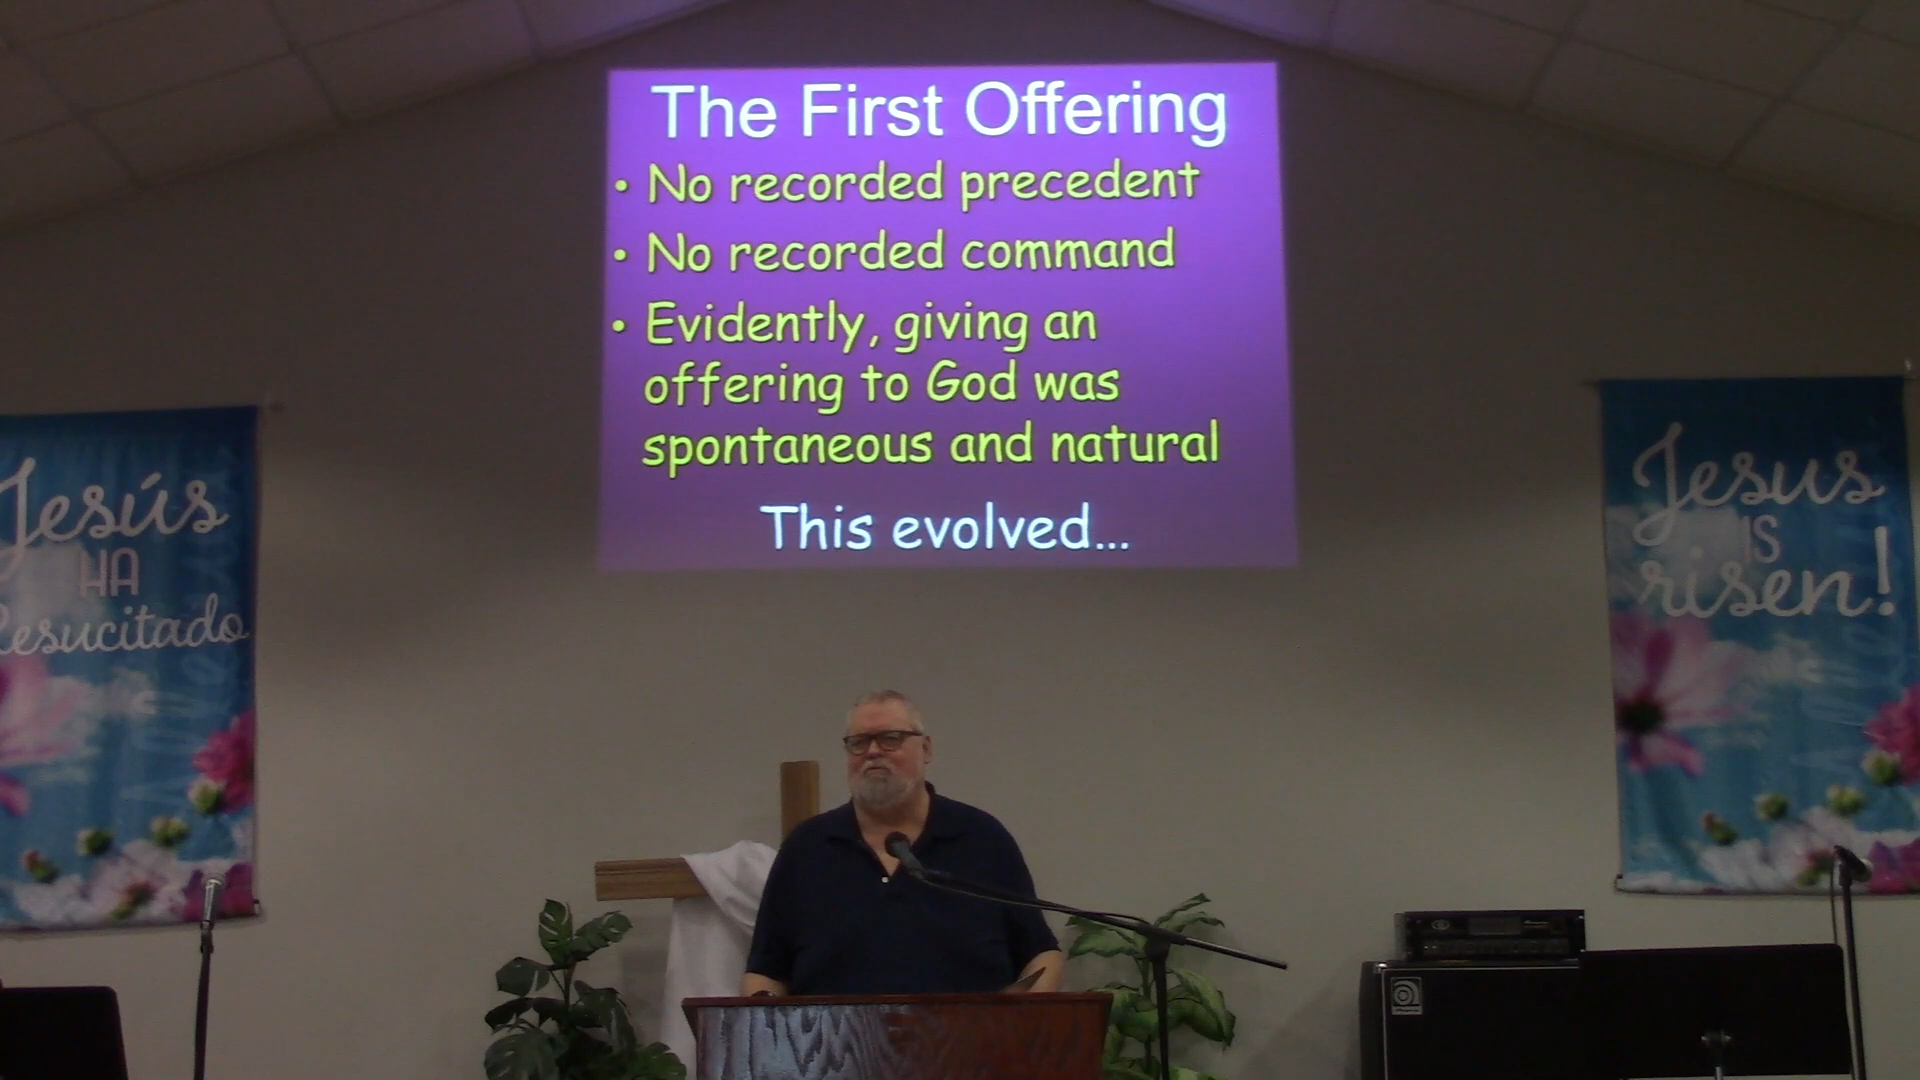 The First Offering
• No recorded precedent
• No recorded command
• Evidently, giving an
offering to God was
spontaneous and natural
This evolved...
Jesús
HA
Resucitado
Jesus
IS
risen!